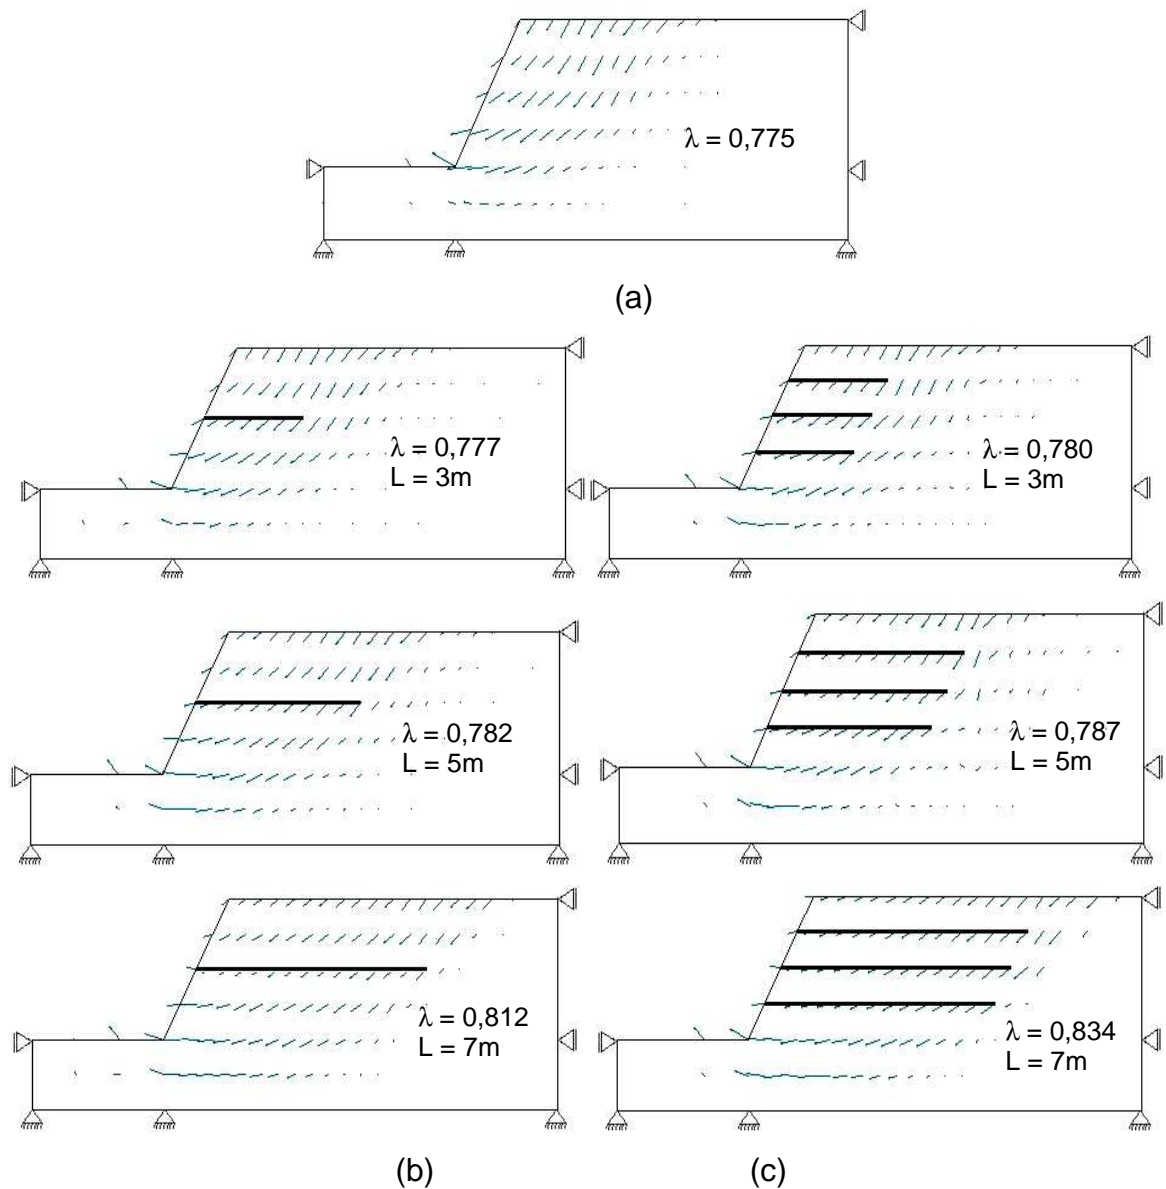 λ = 0,775
(a)
λ = 0,777
L = 3m
λ = 0,780
L = 3m
λ = 0,782
L = 5m
λ = 0,787
L = 5m
λ = 0,812
L = 7m
λ = 0,834
L = 7m
(b)
(c)